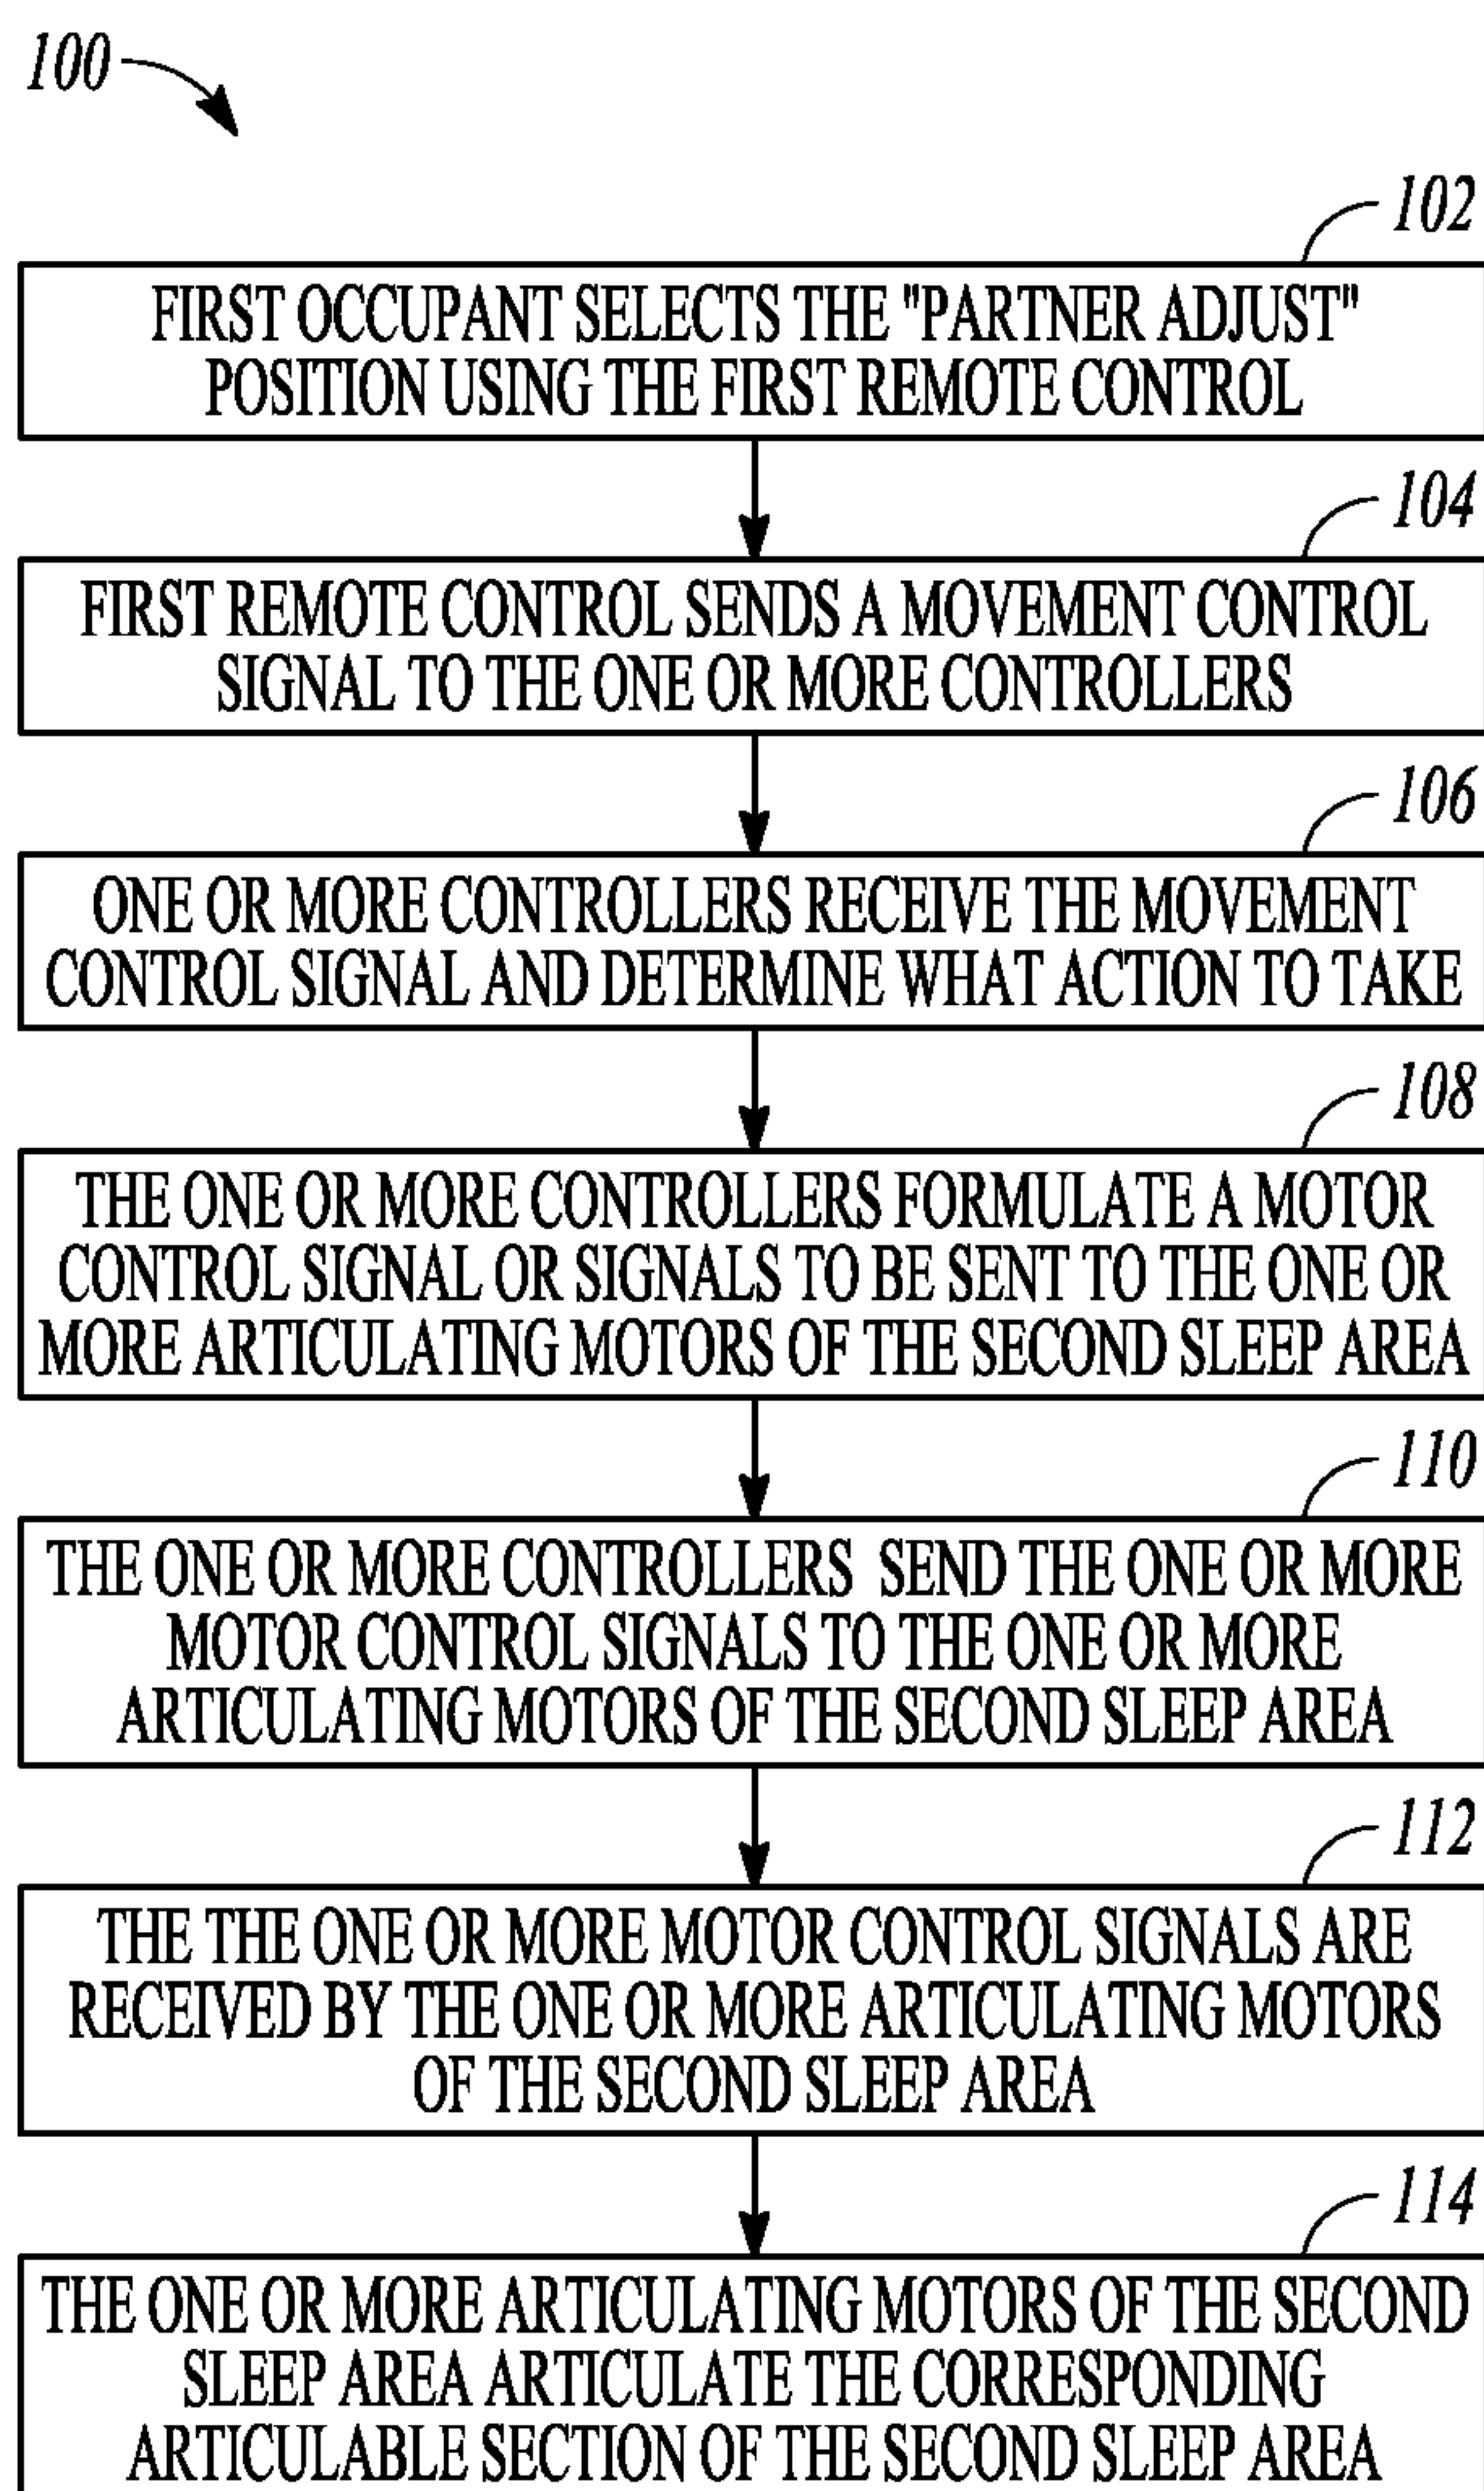 100
102
FIRST OCCUPANT SELECTS THE "PARTNER ADJUST"
POSITION USING THE FIRST REMOTE CONTROL
104
FIRST REMOTE CONTROL SENDS A MOVEMENT CONTROL
SIGNAL TO THE ONE OR MORE CONTROLLERS
106
ONE OR MORE CONTROLLERS RECEIVE THE MOVEMENT
CONTROL SIGNAL AND DETERMINE WHAT ACTION TO TAKE
108
THE ONE OR MORE CONTROLLERS FORMULATE A MOTOR
CONTROL SIGNAL OR SIGNALS TO BE SENT TO THE ONE OR
MORE ARTICULATING MOTORS OF THE SECOND SLEEP AREA
110
THE ONE OR MORE CONTROLLERS SEND THE ONE OR MORE
MOTOR CONTROL SIGNALS TO THE ONE OR MORE
ARTICULATING MOTORS OF THE SECOND SLEEP AREA
112
THE THE ONE OR MORE MOTOR CONTROL SIGNALS ARE
RECEIVED BY THE ONE OR MORE ARTICULATING MOTORS
OF THE SECOND SLEEP AREA
114
THE ONE OR MORE ARTICULATING MOTORS OF THE SECOND
SLEEP AREA ARTICULATE THE CORRESPONDING
ARTICULABLE SECTION OF THE SECOND SLEEP AREA